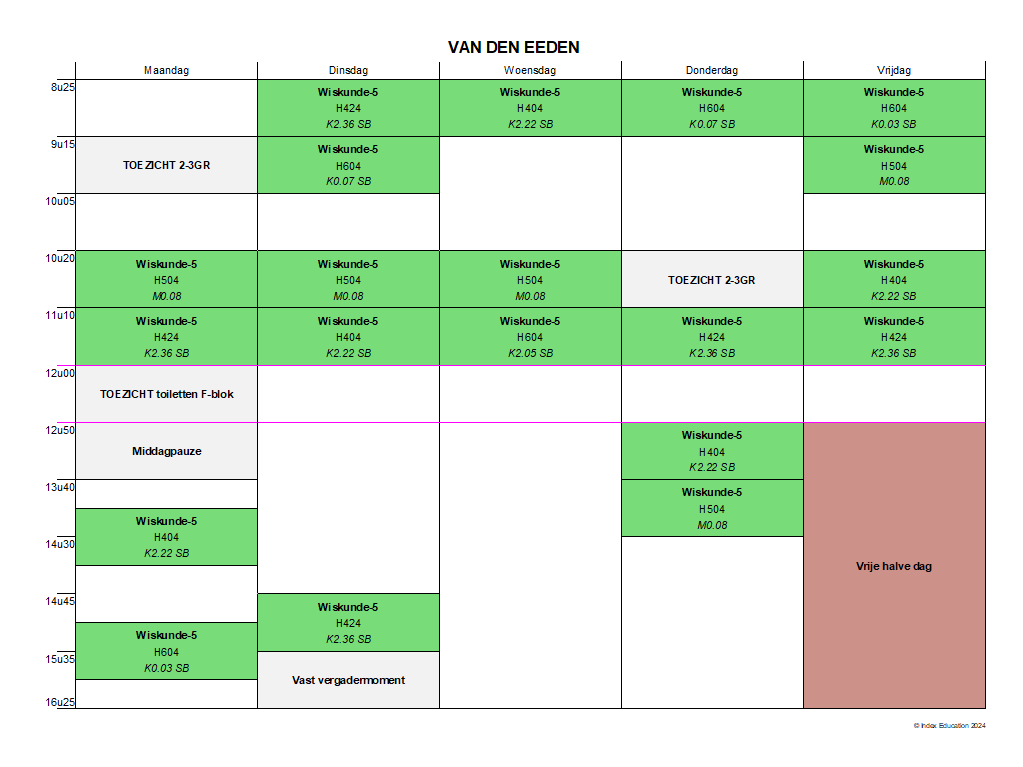 VAN DEN EEDEN
Maandag Dinsdag Woensdag Donderdag Vrijdag
8u25
Wiskunde-5 Wiskunde-5 Wiskunde-5 Wiskunde-5
H424 H404 H604 H604
K2.36 SB K2.22 SB K0.07 SB K0.03 SB
9u15
TOEZICHT 2-3GR
Wiskunde-5 Wiskunde-5
H604 H504
K0.07 SB M0.08
10u05
10u20
Wiskunde-5 Wiskunde-5 Wiskunde-5 Wiskunde-5
H504 H504 H504 TOEZICHT 2-3GR H404
M0.08 M0.08 M0.08 K2.22 SB
11u10
Wiskunde-5 Wiskunde-5 Wiskunde-5 Wiskunde-5 Wiskunde-5
H424 H404 H604 H424 H424
K2.36 SB K2.22 SB K2.05 SB K2.36 SB K2.36 SB
12u00
TOEZICHT toiletten F-blok
12u50
Middagpauze
Wiskunde-5
H404
K2.22 SB
13u40
Wiskunde-5
H504
M0.08
Wiskunde-5
H404
K2.22 SB
14u30
Vrije halve dag
14u45
Wiskunde-5
H424
K2.36 SB
Wiskunde-5
H604
K0.03 SB
15u35
Vast vergadermoment
16u25
© Index Education 2024